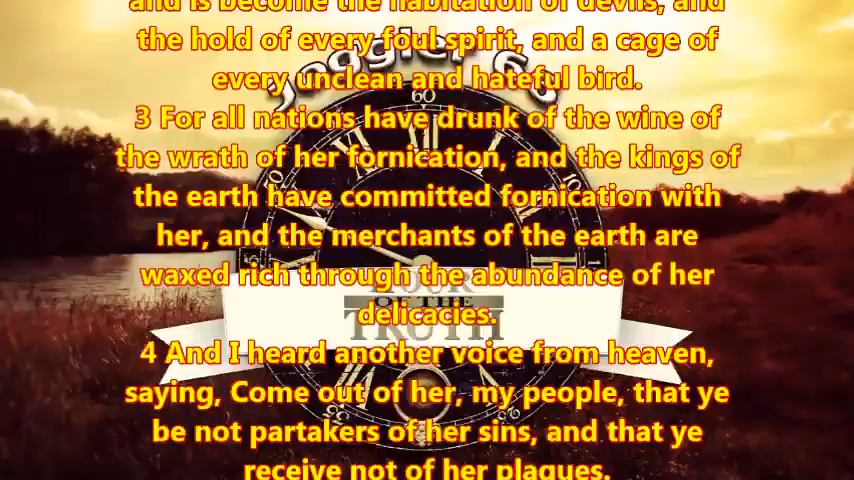 and is become the habitation of devils, and
the hold of every foul spirit, and a cage of
every unclean and hateful bird.
3 For all nations have drunk of the wine of
the wrath of her fornication, and the kings of
the earth have committed fornication with
her, and the merchants of the earth are
waxed rich through the abundance of her
delicacies.
4 And I heard another voice from heaven,
saying, Come out of her, my people, that ye
be not partakers of her sins, and that ye
receive not of her plagues.
60
HOUR
OF THE
TRUTH